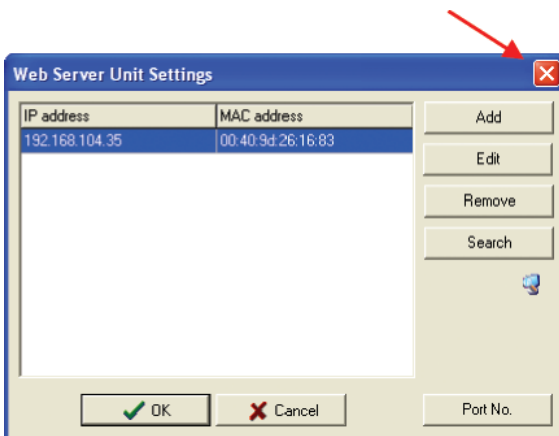 Web Server Unit Settings
IP address MAC address
192.168.104.35 00:40:9d:26:16:83
Add
Edit
Remove
Search
OK Cancel Port No.